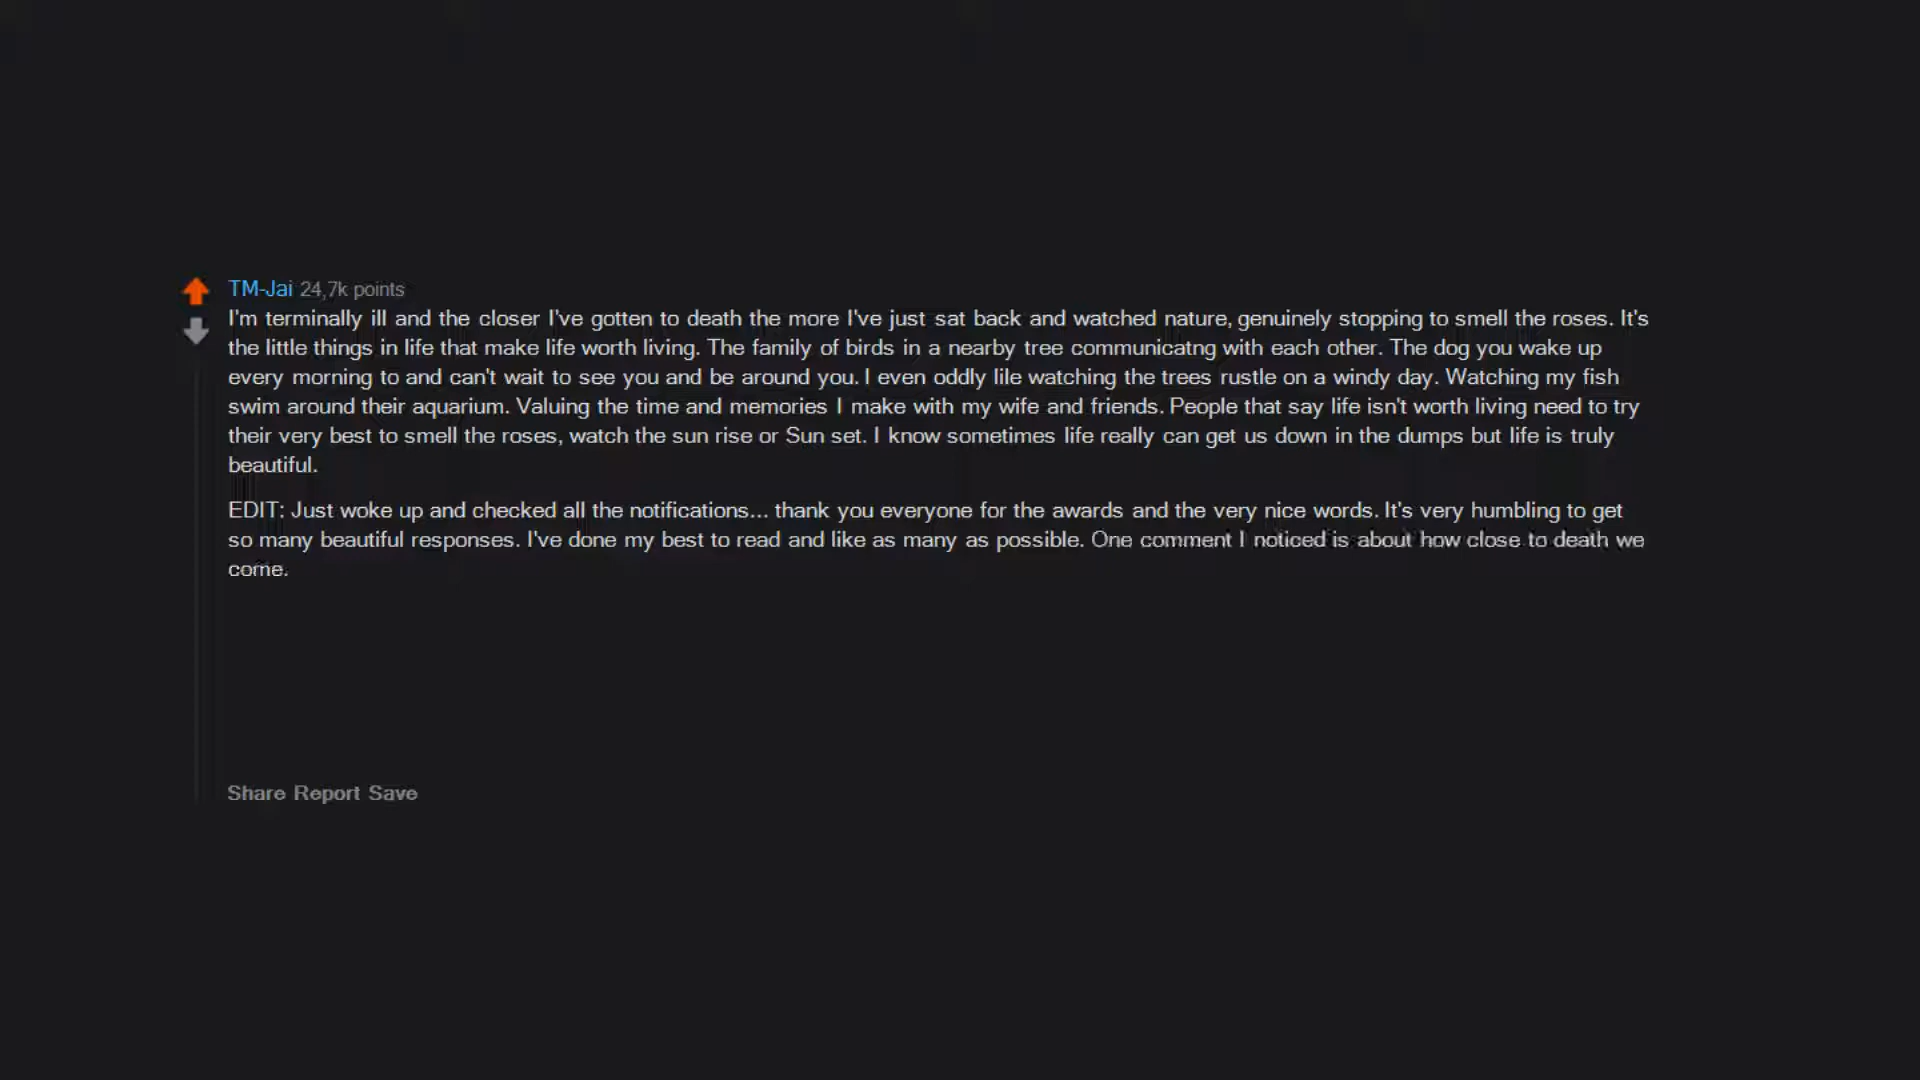 TM-Jai 24,7k points
I'm terminally ill and the closer I've gotten to death the more I've just sat back and watched nature, genuinely stopping to smell the roses. It's
the little things in life that make life worth living. The family of birds in a nearby tree communicatng with each other. The dog you wake up
every morning to and can't wait to see you and be around you. I even oddly lile watching the trees rustle on a windy day. Watching my fish
swim around their aquarium. Valuing the time and memories I make with my wife and friends. People that say life isn't worth living need to try
their very best to smell the roses, watch the sun rise or Sun set. I know sometimes life really can get us down in the dumps but life is truly
beautiful.
EDIT: Just woke up and checked all the notifications... thank you everyone for the awards and the very nice words. It's very humbling to get
so many beautiful responses. I've done my best to read and like as many as possible. One comment I noticed is about how close to death we
come.
Share Report Save